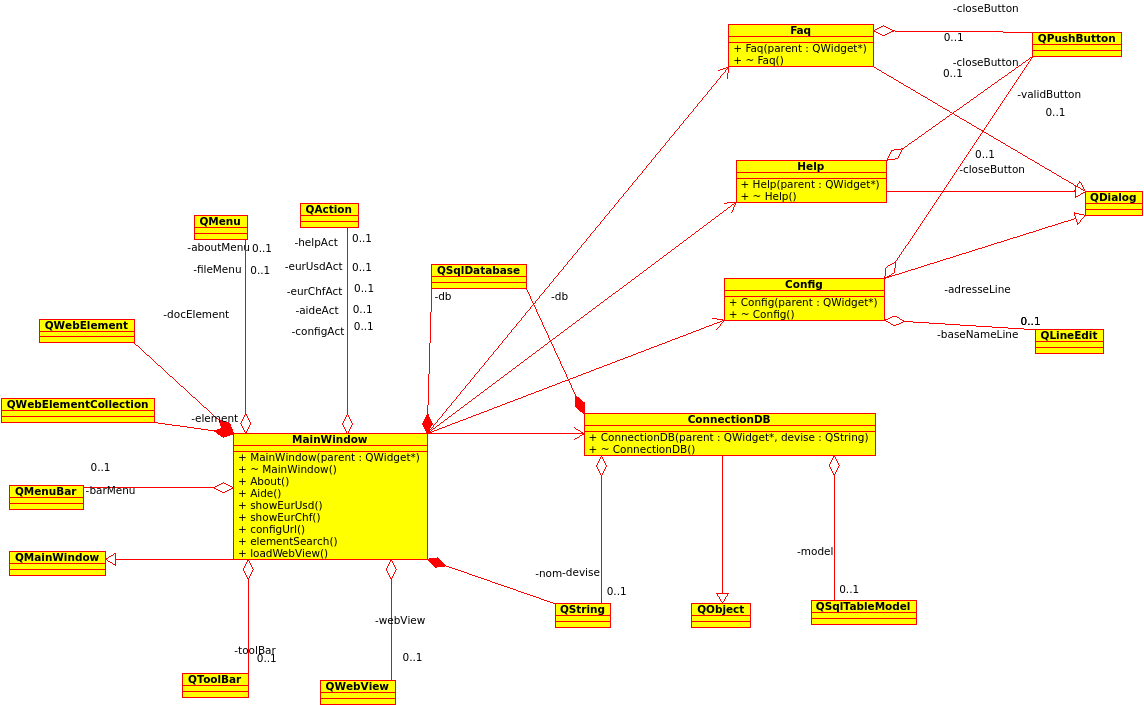 -closeButton
Faq
+ Faq(parent : QWidget*)
+ ~ Faq()
0..1
QPushButton
-closeButton
0..1
-validButton
0..1
0..1
-closeButton
Help
+ Help(parent : QWidget*)
+ ~ Help()
QDialog
QMenu
-aboutMenu
0..1
-fileMenu
0..1
QAction
-helpAct
0..1
-eurUsdAct
0..1
-eurChfAct
0..1
-aideAct
0..1
-configAct
0..1
QSqlDatabase
-db
-db
Config
+ Config(parent : QWidget*)
+ ~ Config()
-adresseLine
0..1
-baseNameLine
QLineEdit
-docElement
QWebElement
QWebElementCollection
-element
MainWindow
+ MainWindow(parent : QWidget*)
+ ~ MainWindow()
+ About()
+ Aide()
+ showEurUsd()
+ showEurChf()
+ configUrl()
+ elementSearch()
+ loadWebView()
ConnectionDB
+ ConnectionDB(parent : QWidget*, devise : QString)
+ ~ ConnectionDB()
0..1
-barMenu
QMenuBar
QMainWindow
-nom
-devise
0..1
QString
QObject
-model
0..1
QSqlTableModel
-toolBar
0..1
QToolBar
-webView
0..1
QWebView